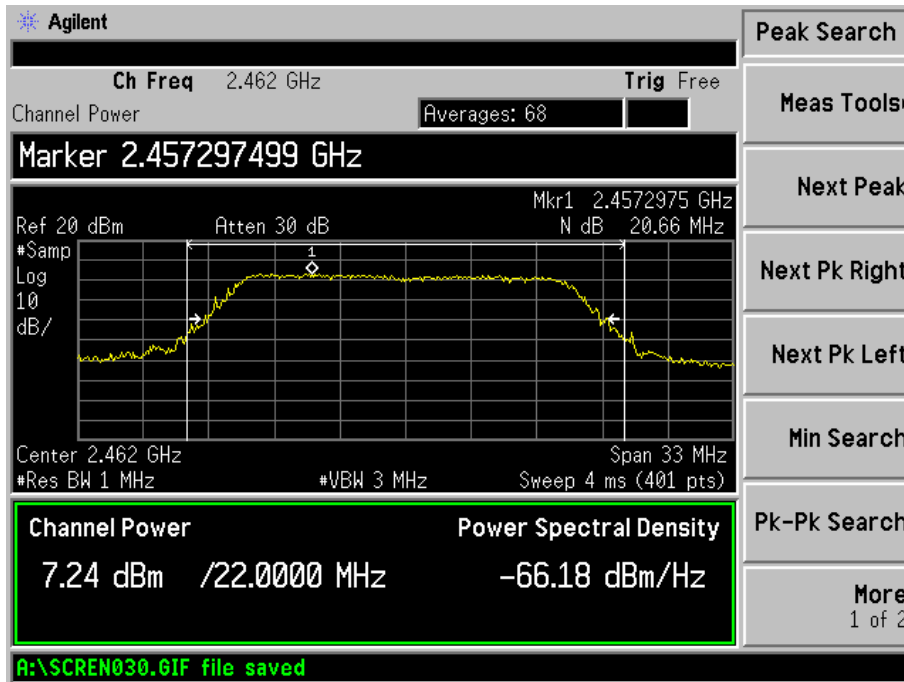 Agilent
Ch Freq 2.462 GHz Trig Free
Channel Power Averages: 68
Marker 2.457297499 GHz
Mkr1 2.4572975 GHz
Ref 20 dBm Atten 30 dB N dB 20.66 MHz
#Samp
Log
10
dB/
1
Center 2.462 GHz Span 33 MHz
#Res BW 1 MHz #VBW 3 MHz Sweep 4 ms (401 pts)
Channel Power Power Spectral Density
7.24 dBm /22.0000 MHz -66.18 dBm/Hz
A:\SCREN030.GIF file saved
Peak Search
Meas Tools
Next Peak
Next Pk Right
Next Pk Left
Min Search
Pk-Pk Search
More
1 of 2